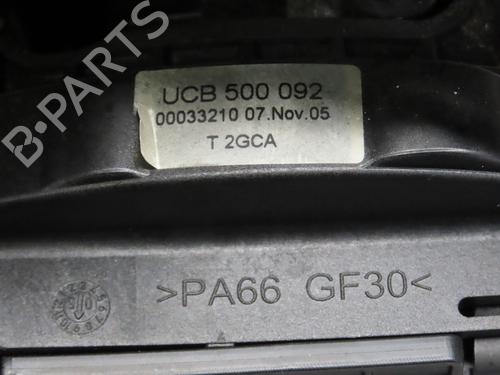 UCB 500 092
00033210 07.Nov.05
T 2GCA
>PA66 GF30<
B-Parts